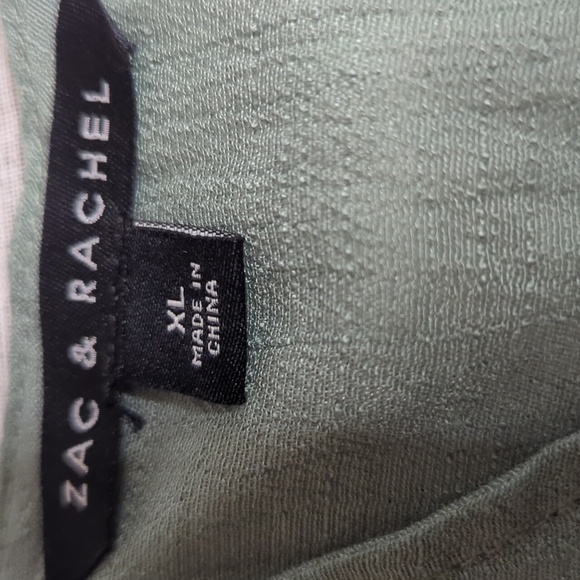 ZAC & RACHEL
XL
MADE IN
CHINA